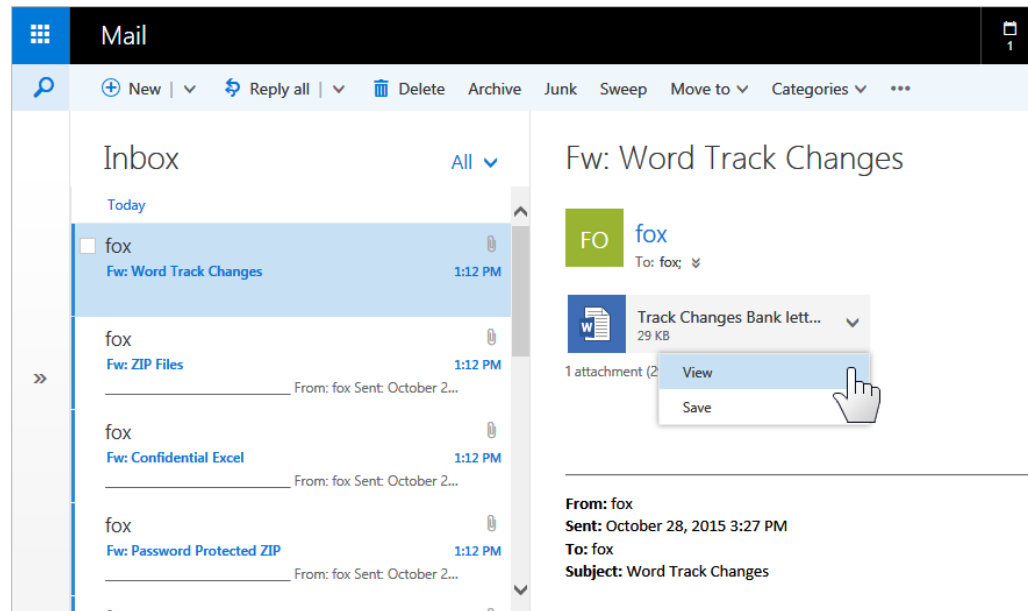 Mail
1
New | Reply all | Delete Archive Junk Sweep Move to Categories •••
Inbox
All
Today
fox
Fw: Word Track Changes 1:12 PM
fox
Fw: ZIP Files 1:12 PM
From: fox Sent: October 2...
fox
Fw: Confidential Excel 1:12 PM
From: fox Sent: October 2...
fox
Fw: Password Protected ZIP 1:12 PM
From: fox Sent: October 2...
Fw: Word Track Changes
FO
fox
To: fox;
W
Track Changes Bank lett...
29 KB
1 attachment (2
View
Save
From: fox
Sent: October 28, 2015 3:27 PM
To: fox
Subject: Word Track Changes